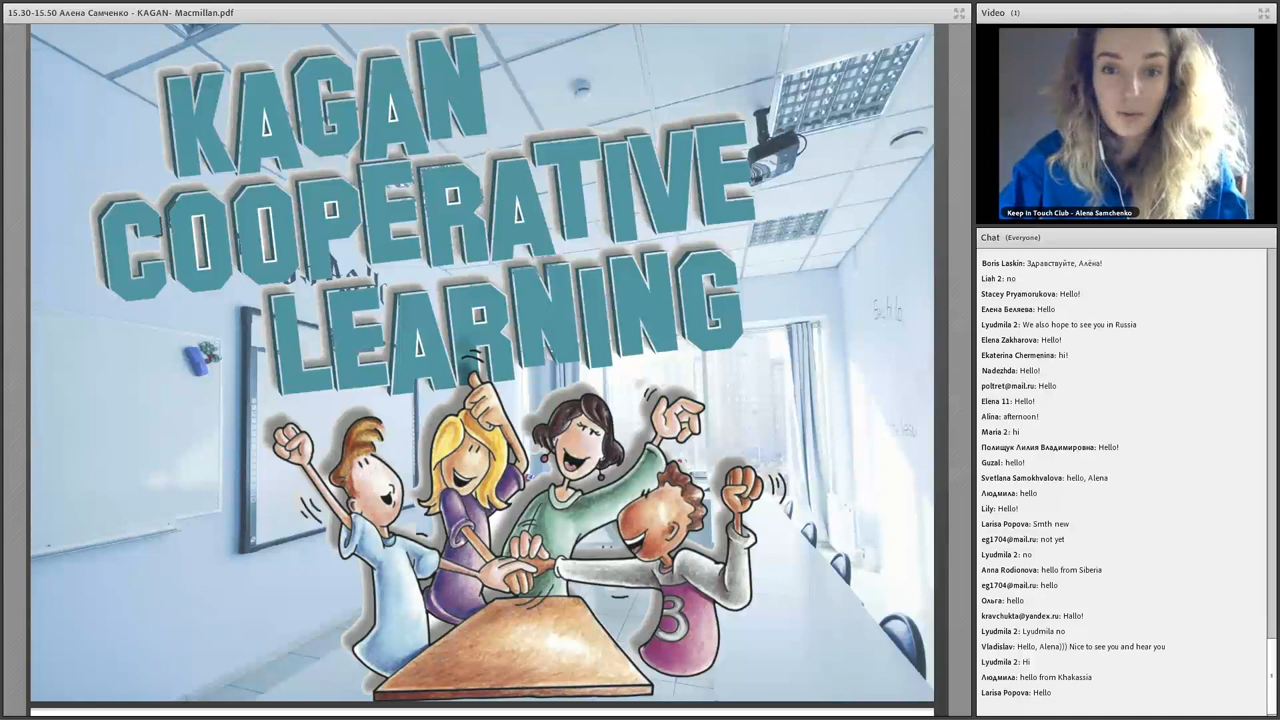 15.30-15.50 Алена Самченко - KAGAN- Macmillan.pdf
KAGAN
COOPERATIVE
LEARNING
3
Video (1)
Keep In Touch Club - Alena Samchenko
Chat (Everyone)
Boris Laskin: Здравствуйте, Алёна!
Liah 2: no
Stacey Pryamorukova: Hello!
Елена Беляева: Hello
Lyudmila 2: We also hope to see you in Russia
Elena Zakharova: Hello!
Ekaterina Chermenina: hi!
Nadezhda: Hello!
poltret@mail.ru: Hello
Elena 11: Hello!
Alina: afternoon!
Maria 2: hi
Полищук Лилия Владимировна: Hello!
Guzal: hello!
Svetlana Samokhvalova: hello, Alena
Людмила: hello
Lily: Hello!
Larisa Popova: Smth new
eg1704@mail.ru: not yet
Lyudmila 2: no
Anna Rodionova: hello from Siberia
eg1704@mail.ru: hello
Ольга: hello
kravchukta@yandex.ru: Hallo!
Lyudmila 2: Lyudmila no
Vladislav: Hello, Alena))) Nice to see you and hear you
Lyudmila 2: Hi
Людмила: hello from Khakassia
Larisa Popova: Hello